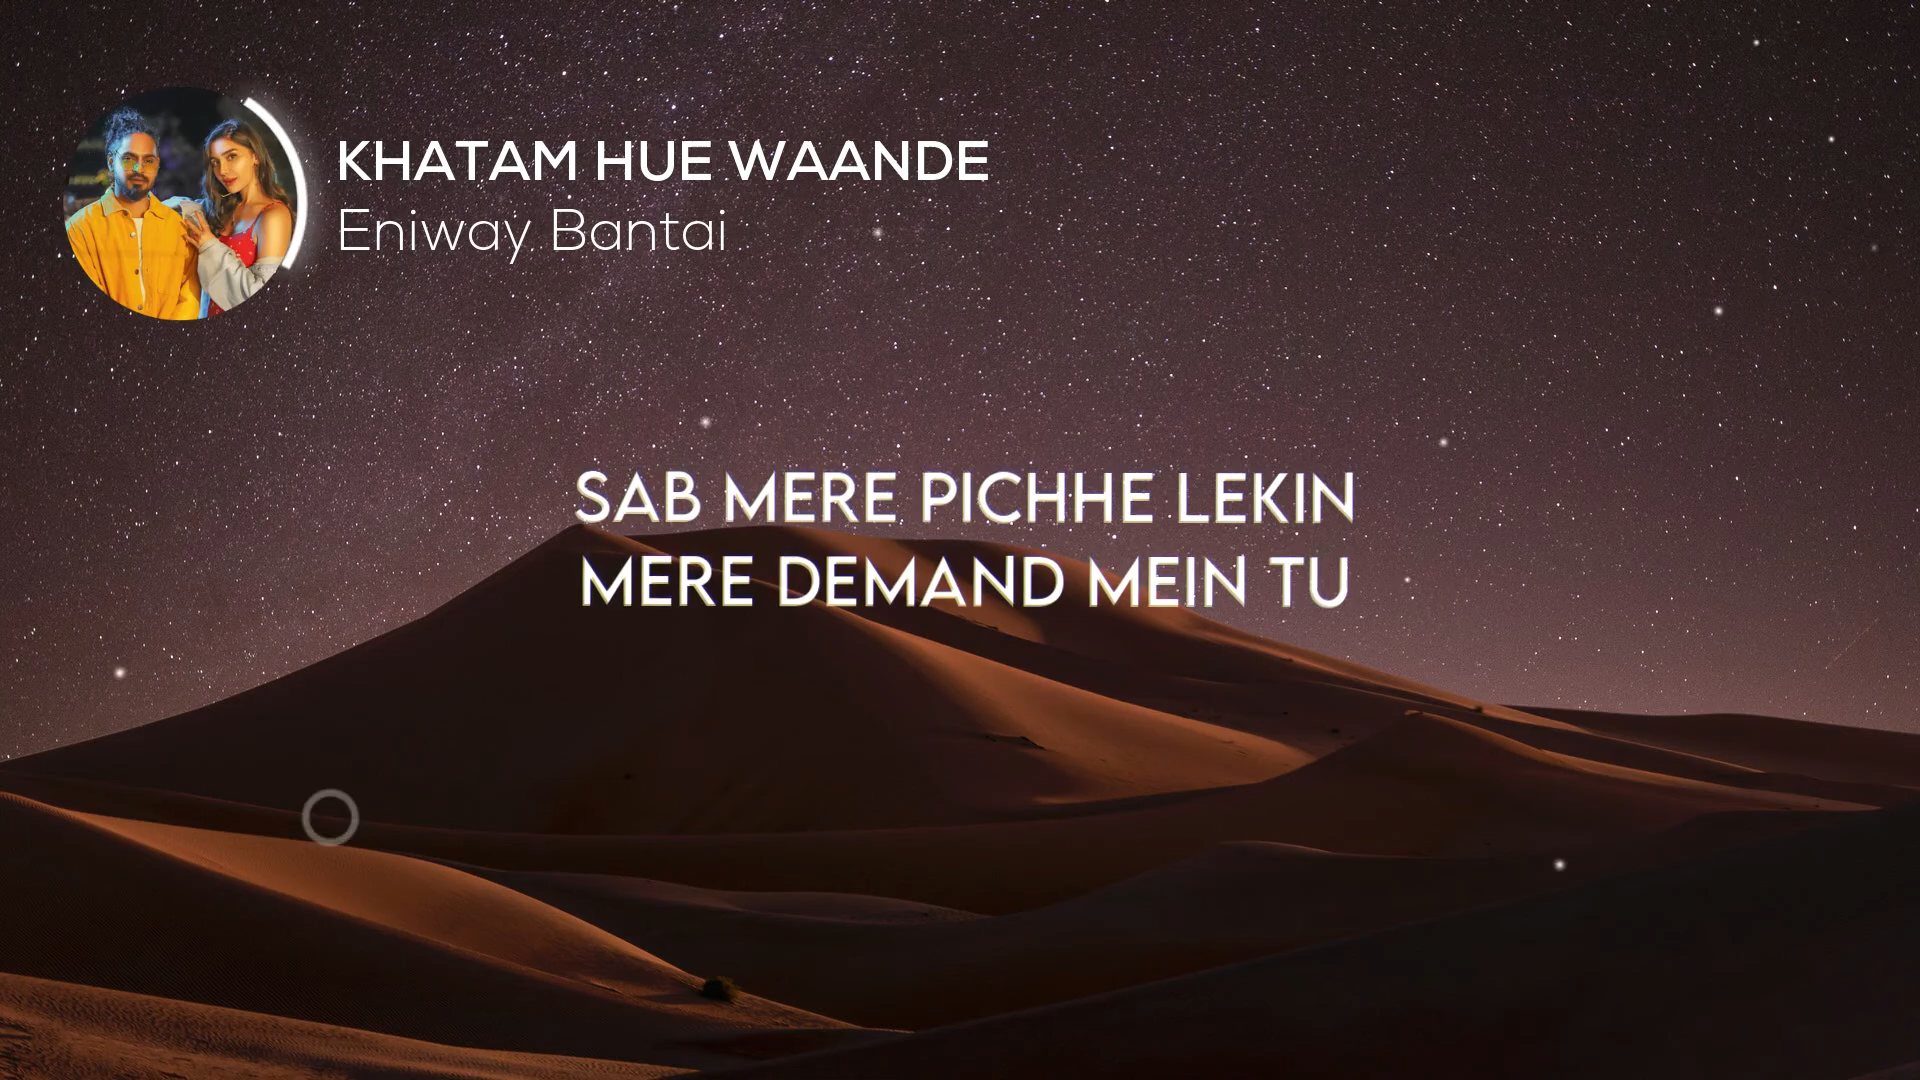 KHATAM HUE WAANDE
Eniway Bantai
SAB MERE PICHHE LEKIN
MERE DEMAND MEIN TU